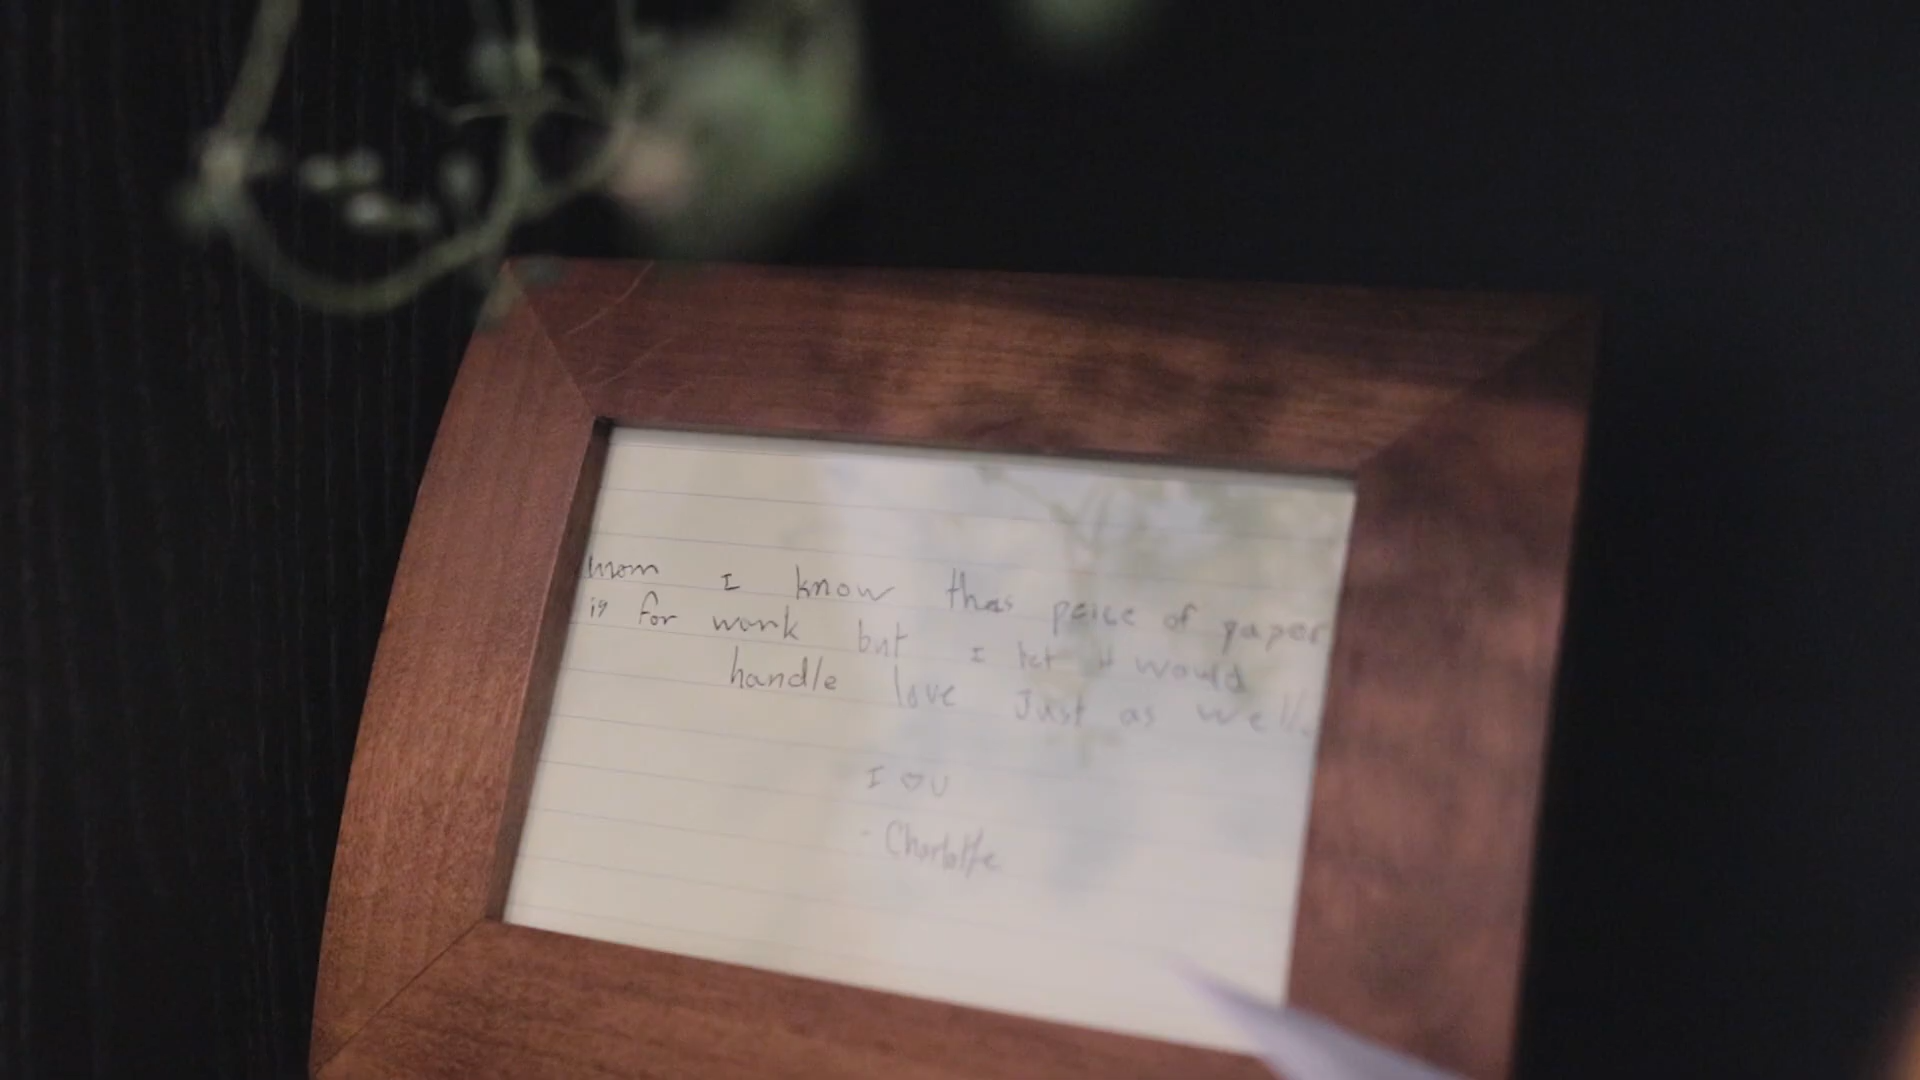 mom I know thas peice of paper
is for work but I bet it would
handle love Just as well.
I ♡ U
- Charlotte